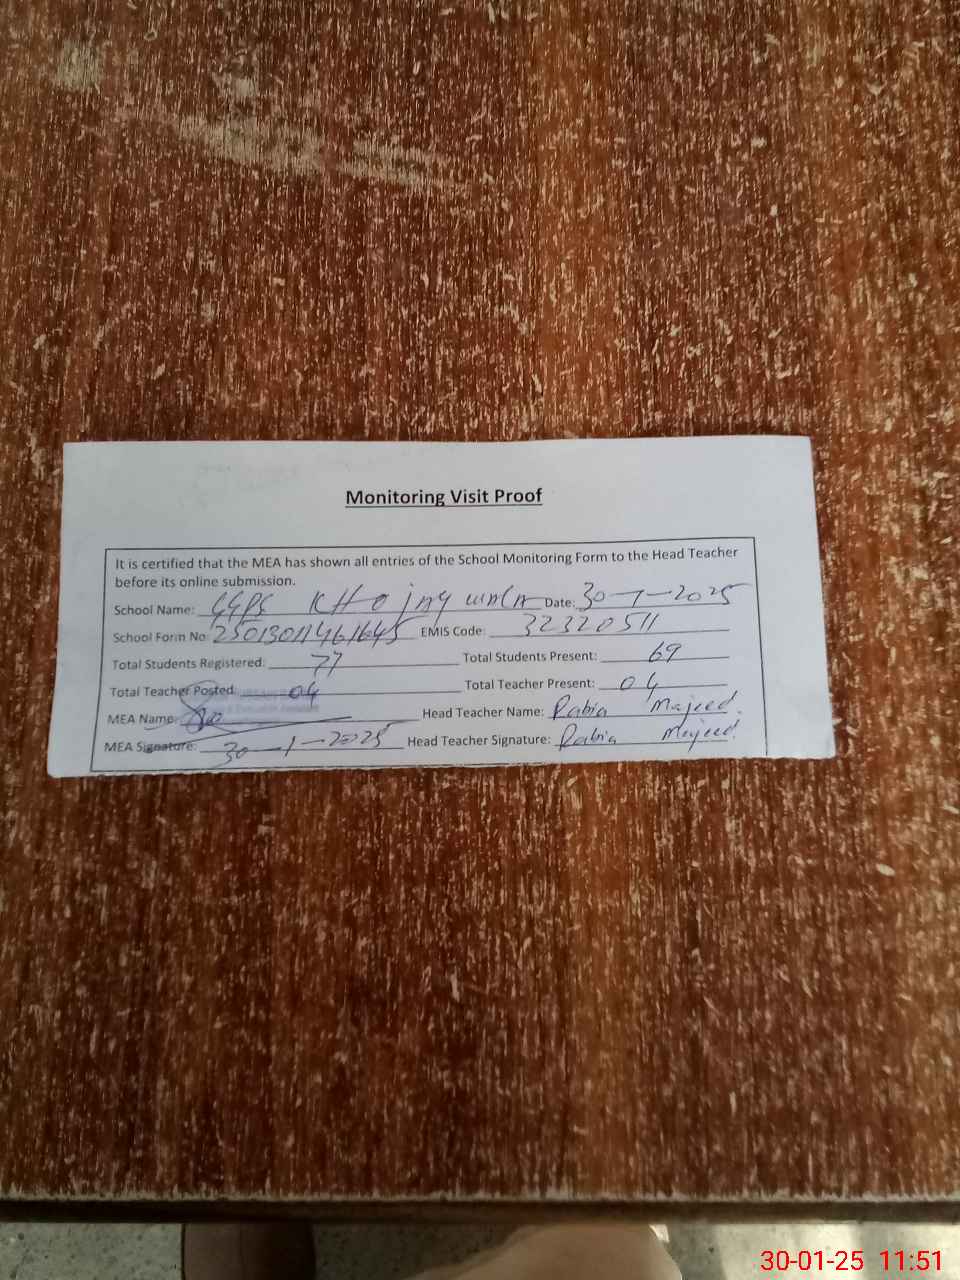 Monitoring Visit Proof
It is certified that the MEA has shown all entries of the School Monitoring Form to the Head Teacher
before its online submission.
School Name: GGPS KHOjay wala Date: 30-1-2025
School Form No: EMIS Code: 32320511
Total Students Registered: 77 Total Students Present: 69
Total Teacher Posted: 04 Total Teacher Present: 04
MEA Name: Head Teacher Name: Rabia Majeed.
MEA Signature: 30-1-2025 Head Teacher Signature: Rabia Majeed.
30-01-25 11:51